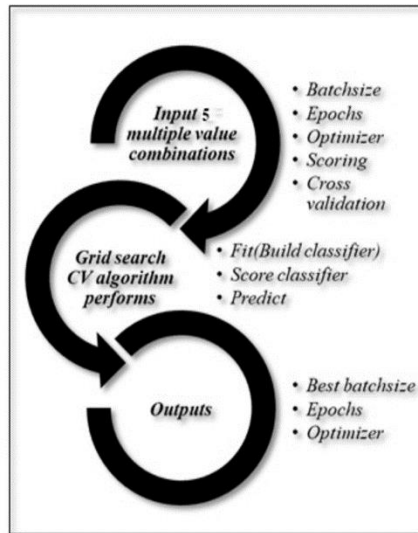 Input 5
multiple value
combinations
• Batchsize
• Epochs
• Optimizer
• Scoring
• Cross
validation
Grid search
CV algorithm
performs
• Fit(Build classifier)
• Score classifier
• Predict
Outputs
• Best batchsize
• Epochs
• Optimizer